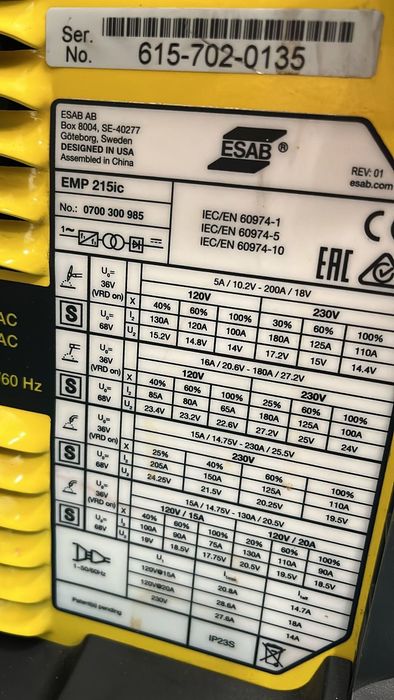 Ser. No. 615-702-0135
ESAB AB
Box 8004, SE-40277
Göteborg, Sweden
DESIGNED IN USA
Assembled in China
ESAB ®
REV: 01
esab.com
EMP 215ic
No.: 0700 300 985
IEC/EN 60974-1
IEC/EN 60974-5
IEC/EN 60974-10
CE
EAC
1~
U₀= 36V (VRD on)
S
U₀= 68V
5A / 10.2V - 200A / 18V
120V 230V
X 40% 60% 100% 30% 60% 100%
I₂ 130A 120A 100A 180A 125A 110A
U₂ 15.2V 14.8V 14V 17.2V 15V 14.4V
U₀= 36V (VRD on)
S
U₀= 68V
16A / 20.6V - 180A / 27.2V
120V 230V
X 40% 60% 100% 25% 60% 100%
I₂ 85A 80A 65A 180A 125A 100A
U₂ 23.4V 23.2V 22.6V 27.2V 25V 24V
U₀= 36V (VRD on)
S
U₀= 68V
15A / 14.75V - 230A / 25.5V
230V
X 25% 40% 60% 100%
I₂ 205A 150A 125A 110A
U₂ 24.25V 21.5V 20.25V 19.5V
U₀= 36V (VRD on)
S
U₀= 68V
15A / 14.75V - 130A / 20.5V
120V / 15A 120V / 20A
X 40% 60% 100% 20% 60% 100%
I₂ 100A 90A 75A 130A 110A 90A
U₂ 19V 18.5V 17.75V 20.5V 19.5V 18.5V
1~50/60Hz
U₁ I₁max I₁eff
120V@15A 20.8A 14.7A
120V@20A 28.6A 18A
230V 27.6A 14A
Patent(s) pending
IP23S
AC
AC
/60 Hz